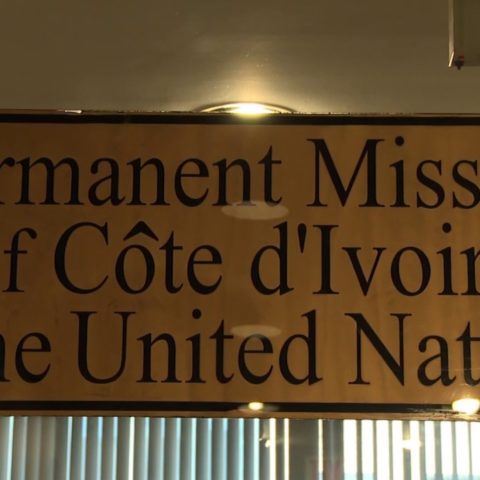 rmanent Miss
f Côte d'Ivoir
he United Nat